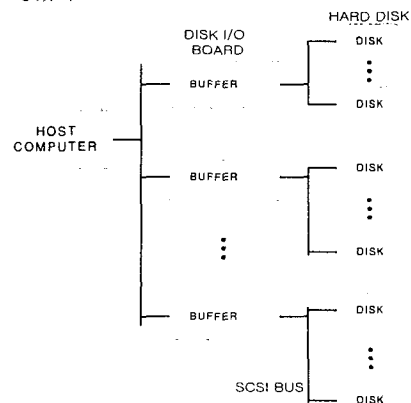 HARD DISK
DISK I/O
BOARD
DISK
BUFFER
DISK
HOST
COMPUTER
DISK
BUFFER
DISK
DISK
BUFFER
SCSI BUS
DISK